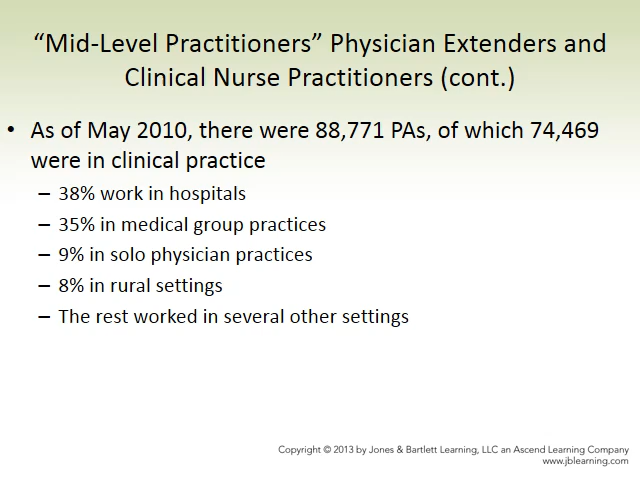 “Mid-Level Practitioners” Physician Extenders and
Clinical Nurse Practitioners (cont.)
• As of May 2010, there were 88,771 PAs, of which 74,469
were in clinical practice
– 38% work in hospitals
– 35% in medical group practices
– 9% in solo physician practices
– 8% in rural settings
– The rest worked in several other settings
Copyright © 2013 by Jones & Bartlett Learning, LLC an Ascend Learning Company
www.jblearning.com